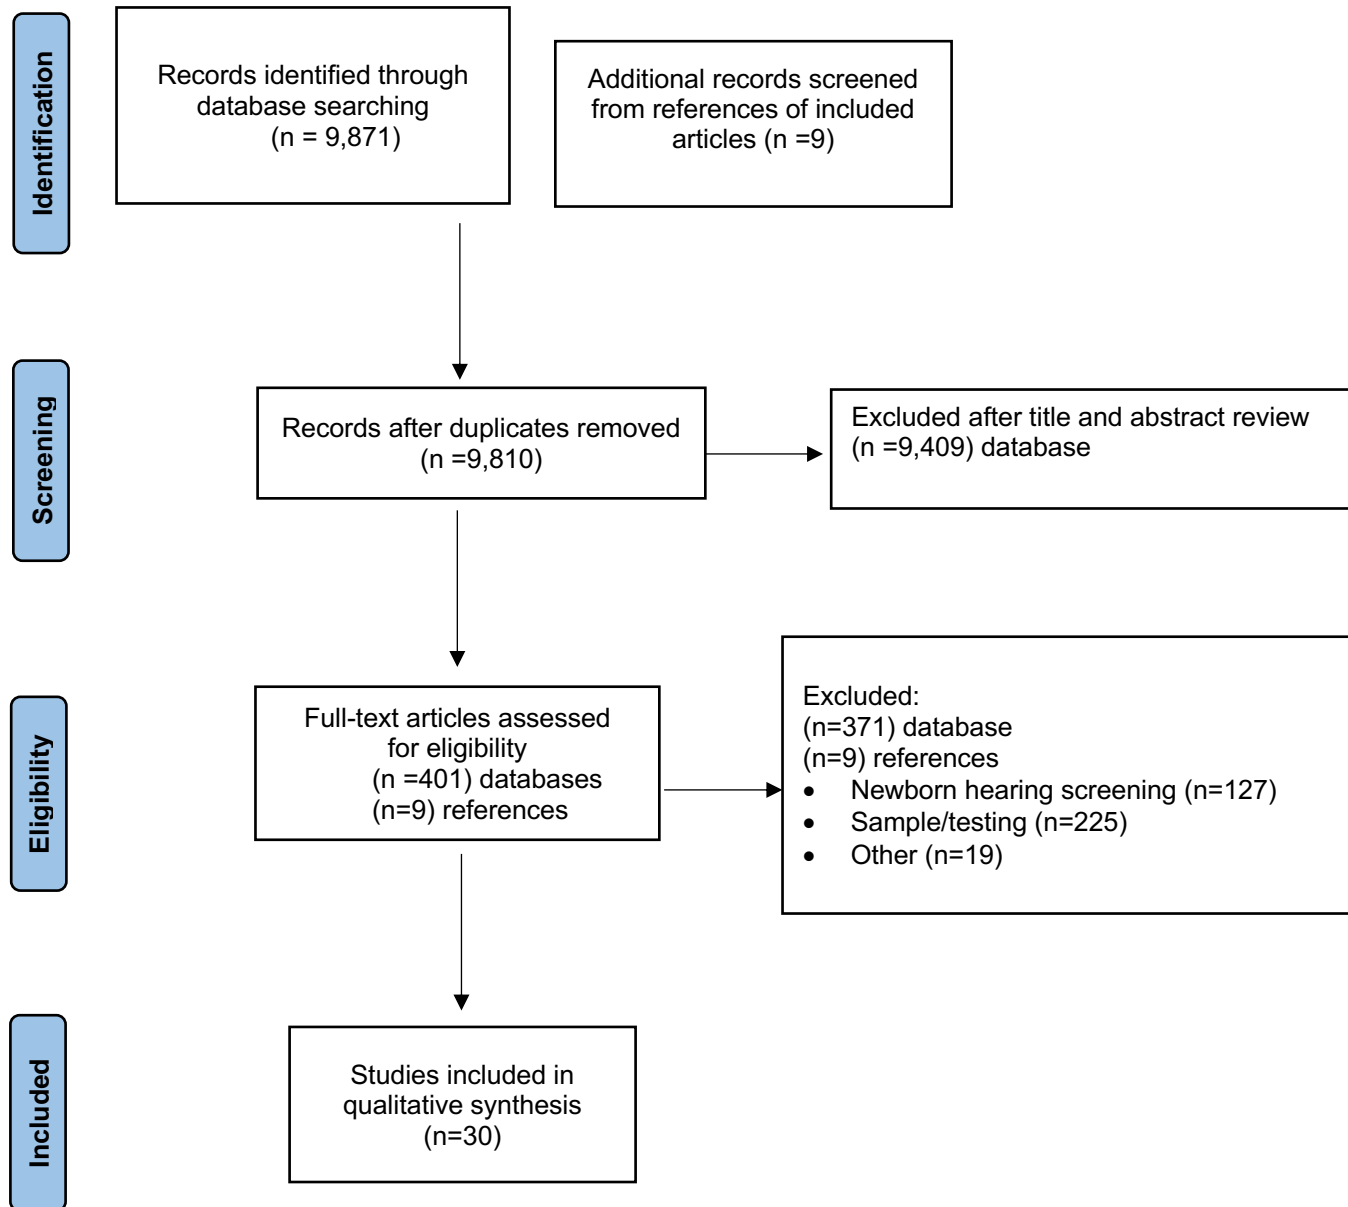 Identification
Records identified through
database searching
(n = 9,871)
Additional records screened
from references of included
articles (n =9)
Screening
Records after duplicates removed
(n =9,810)
Excluded after title and abstract review
(n =9,409) database
Eligibility
Full-text articles assessed
for eligibility
(n =401) databases
(n=9) references
Excluded:
(n=371) database
(n=9) references
• Newborn hearing screening (n=127)
• Sample/testing (n=225)
• Other (n=19)
Included
Studies included in
qualitative synthesis
(n=30)